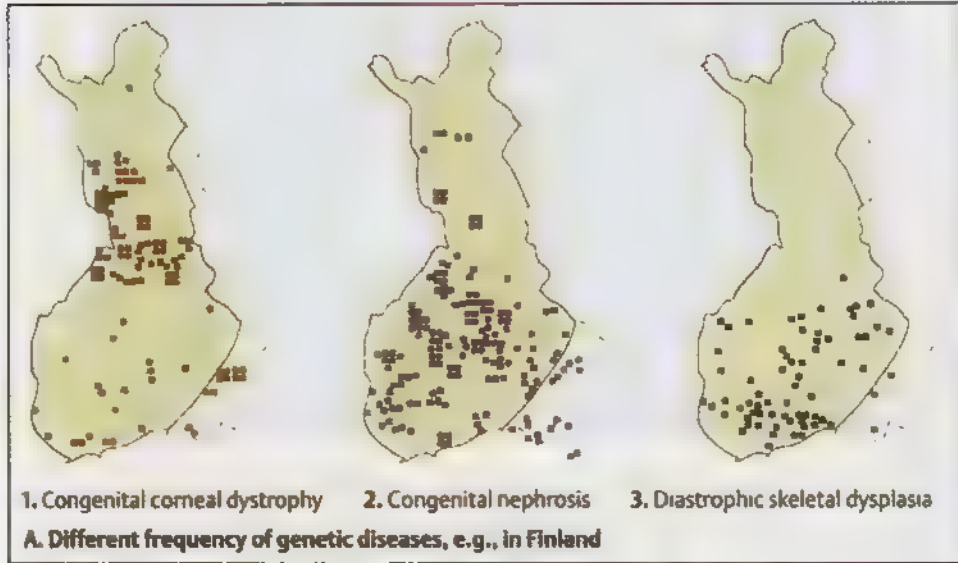 1. Congenital corneal dystrophy 2. Congenital nephrosis 3. Diastrophic skeletal dysplasia
A. Different frequency of genetic diseases, e.g., in Finland